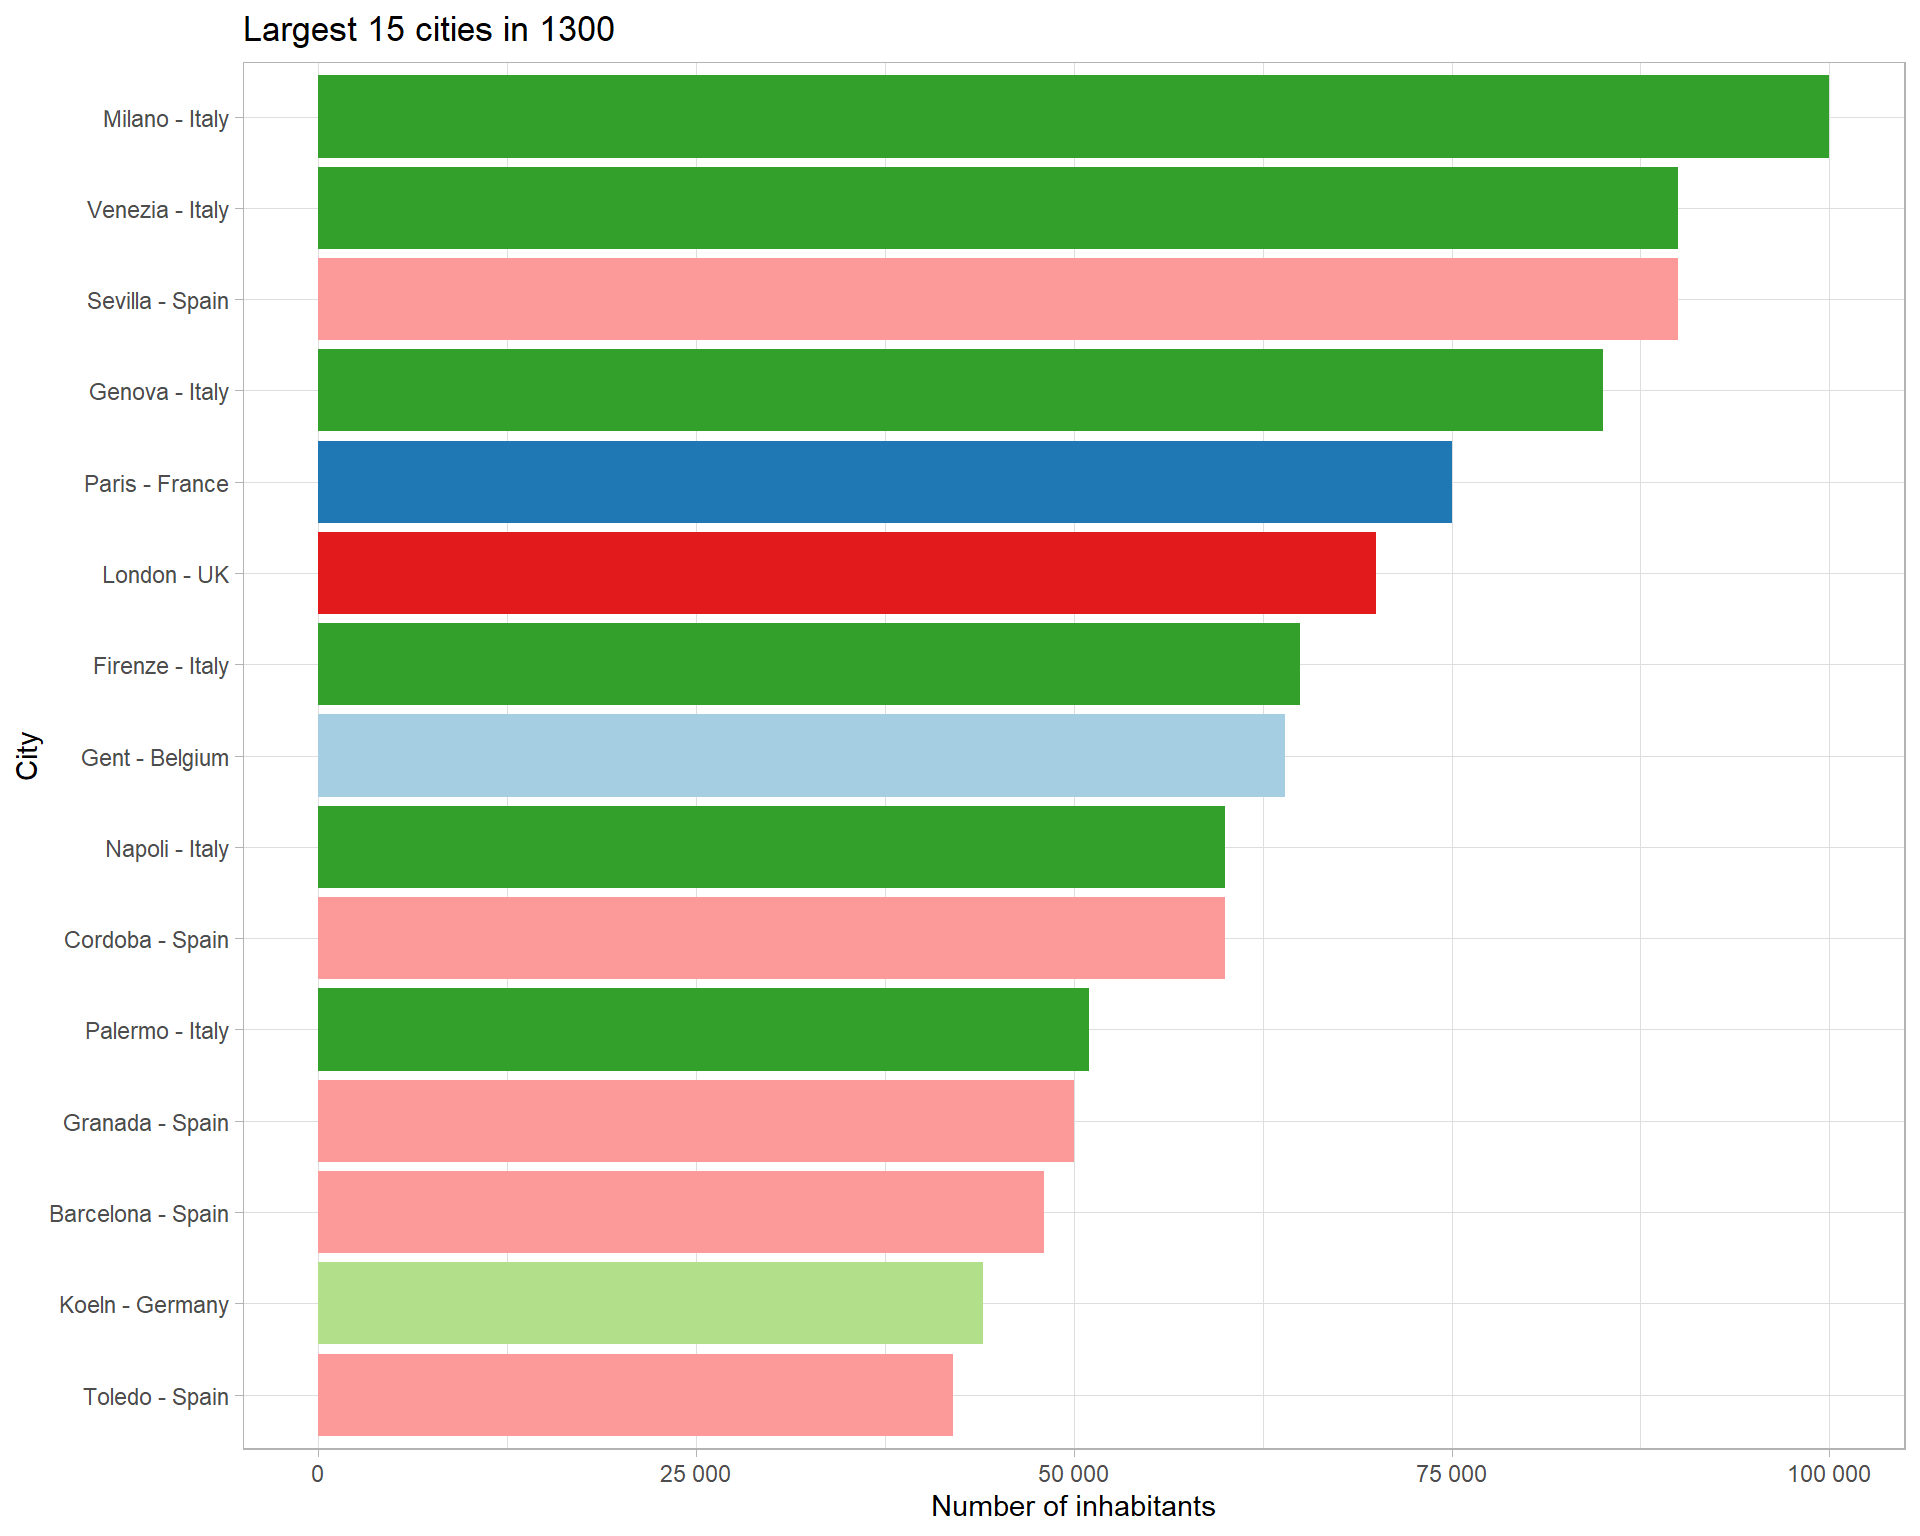 Largest 15 cities in 1300
City
Milano - Italy
Venezia - Italy
Sevilla - Spain
Genova - Italy
Paris - France
London - UK
Firenze - Italy
Gent - Belgium
Napoli - Italy
Cordoba - Spain
Palermo - Italy
Granada - Spain
Barcelona - Spain
Koeln - Germany
Toledo - Spain
0 25 000 50 000 75 000 100 000
Number of inhabitants